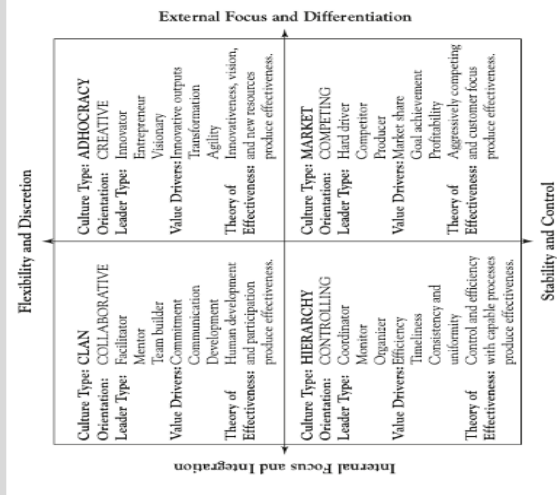 External Focus and Differentiation
Flexibility and Discretion
Culture Type: CLAN
Orientation: COLLABORATIVE
Leader Type: Facilitator
Mentor
Team builder
Value Drivers: Commitment
Communication
Development
Theory of Human development
Effectiveness: and participation
produce effectiveness.
Culture Type: ADHOCRACY
Orientation: CREATIVE
Leader Type: Innovator
Entrepreneur
Visionary
Value Drivers: Innovative outputs
Transformation
Agility
Theory of Innovativeness, vision,
Effectiveness: and new resources
produce effectiveness.
Culture Type: HIERARCHY
Orientation: CONTROLLING
Leader Type: Coordinator
Monitor
Organizer
Value Drivers: Efficiency
Timeliness
Consistency and
uniformity
Theory of Control and efficiency
Effectiveness: with capable processes
produce effectiveness.
Culture Type: MARKET
Orientation: COMPETING
Leader Type: Hard driver
Competitor
Producer
Value Drivers: Market share
Goal achievement
Profitability
Theory of Aggressively competing
Effectiveness: and customer focus
produce effectiveness.
Stability and Control
Internal Focus and Integration